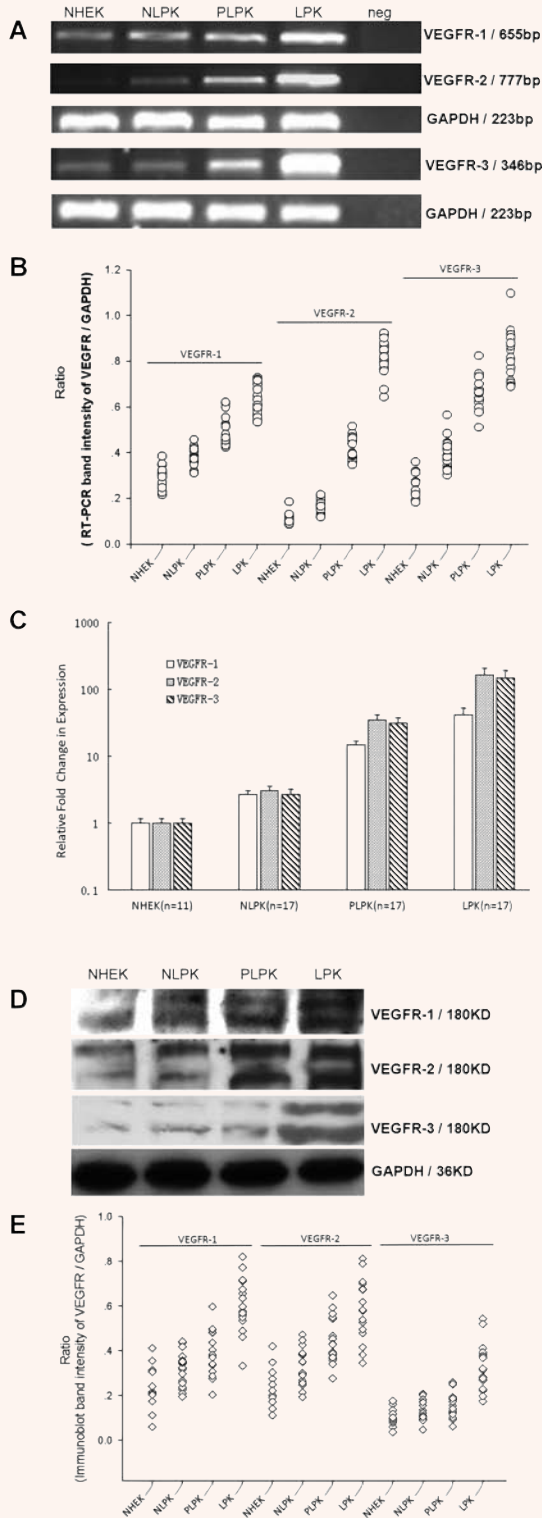 A
NHEK NLPK PLPK LPK neg
VEGFR-1 / 655bp
VEGFR-2 / 777bp
GAPDH / 223bp
VEGFR-3 / 346bp
GAPDH / 223bp
B
Ratio
( RT-PCR band intensity of VEGFR / GAPDH)
1.2
1.0
.8
.6
.4
.2
0.0
VEGFR-1
VEGFR-2
VEGFR-3
NHEK NLPK PLPK LPK NHEK NLPK PLPK LPK NHEK NLPK PLPK LPK
C
Relative Fold Change in Expression
1000
100
10
1
0.1
VEGFR-1
VEGFR-2
VEGFR-3
NHEK(n=11) NLPK(n=17) PLPK(n=17) LPK(n=17)
D
NHEK NLPK PLPK LPK
VEGFR-1 / 180KD
VEGFR-2 / 180KD
VEGFR-3 / 180KD
GAPDH / 36KD
E
Ratio
(Immunoblot band intensity of VEGFR / GAPDH)
1.0
.8
.6
.4
.2
0.0
VEGFR-1 VEGFR-2 VEGFR-3
NHEK NLPK PLPK LPK NHEK NLPK PLPK LPK NHEK NLPK PLPK LPK